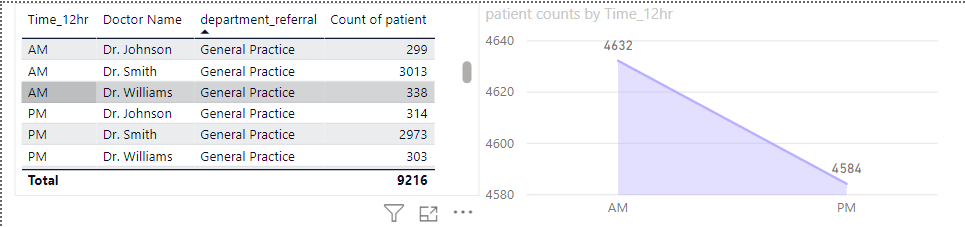 Time_12hr Doctor Name department_referral Count of patient
AM Dr. Johnson General Practice 299
AM Dr. Smith General Practice 3013
AM Dr. Williams General Practice 338
PM Dr. Johnson General Practice 314
PM Dr. Smith General Practice 2973
PM Dr. Williams General Practice 303
Total 9216
patient counts by Time_12hr
4640
4632
4620
4600
4584
4580
AM PM